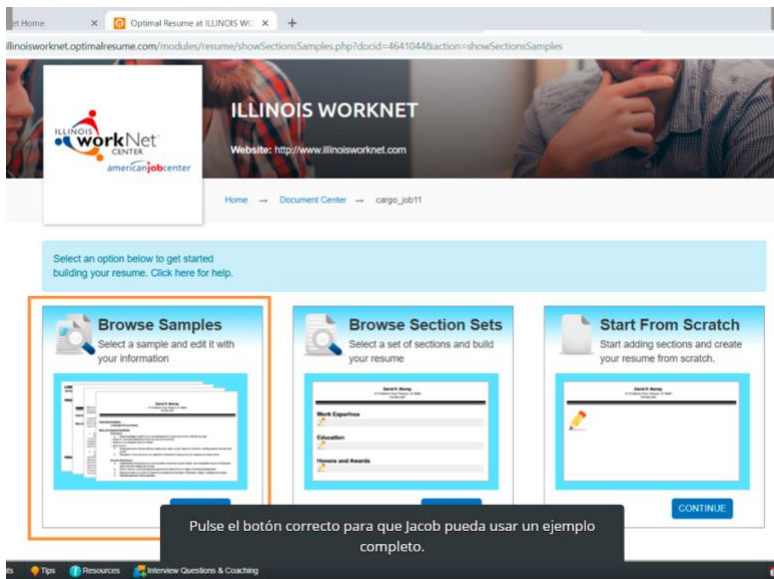 et Home
Optimal Resume at ILLINOIS WO
illinoisworknet.optimalresume.com/modules/resume/showSectionsSamples.php?docid=4641044&action=showSectionsSamples
ILLINOIS
workNet
CENTER
americanjobcenter
ILLINOIS WORKNET
Website: http://www.illinoisworknet.com
Home → Document Center → cargo_job11
Select an option below to get started
building your resume. Click here for help.
Browse Samples
Select a sample and edit it with
your information
Browse Section Sets
Select a set of sections and build
your resume
Work Experience
Education
Honors and Awards
Start From Scratch
Start adding sections and create
your resume from scratch.
CONTINUE
Pulse el botón correcto para que Jacob pueda usar un ejemplo
completo.
Tips
Resources
Interview Questions & Coaching